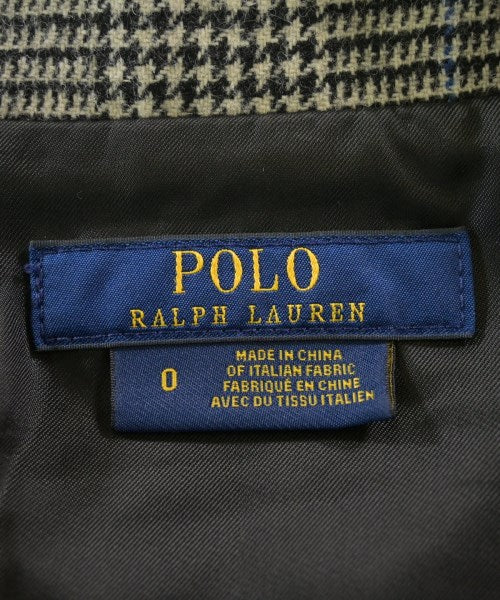 POLO
RALPH LAUREN
0
MADE IN CHINA
OF ITALIAN FABRIC
FABRIQUÉ EN CHINE
AVEC DU TISSU ITALIEN